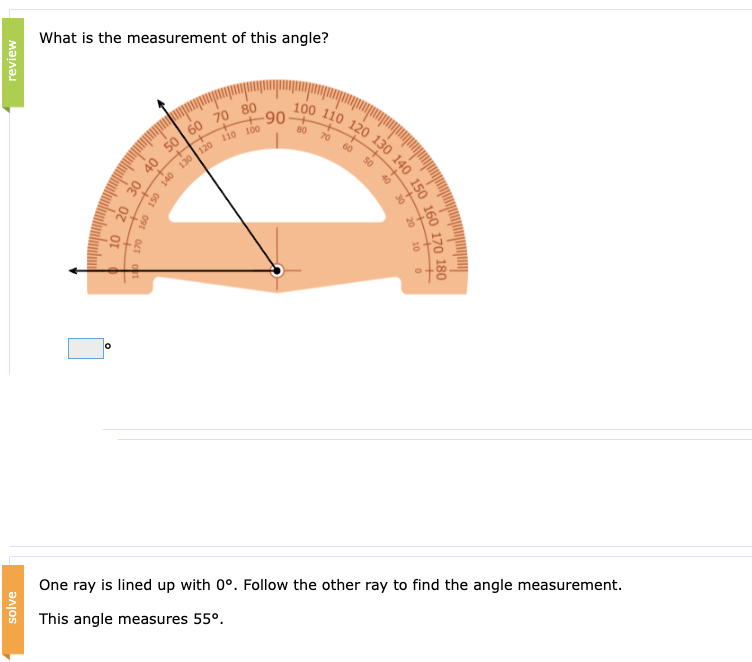 review
What is the measurement of this angle?
0 10 20 30 40 50 60 70 80 90 100 110 120 130 140 150 160 170 180
180 170 160 150 140 130 120 110 100 80 70 60 50 40 30 20 10 0
°
solve
One ray is lined up with 0°. Follow the other ray to find the angle measurement.
This angle measures 55°.